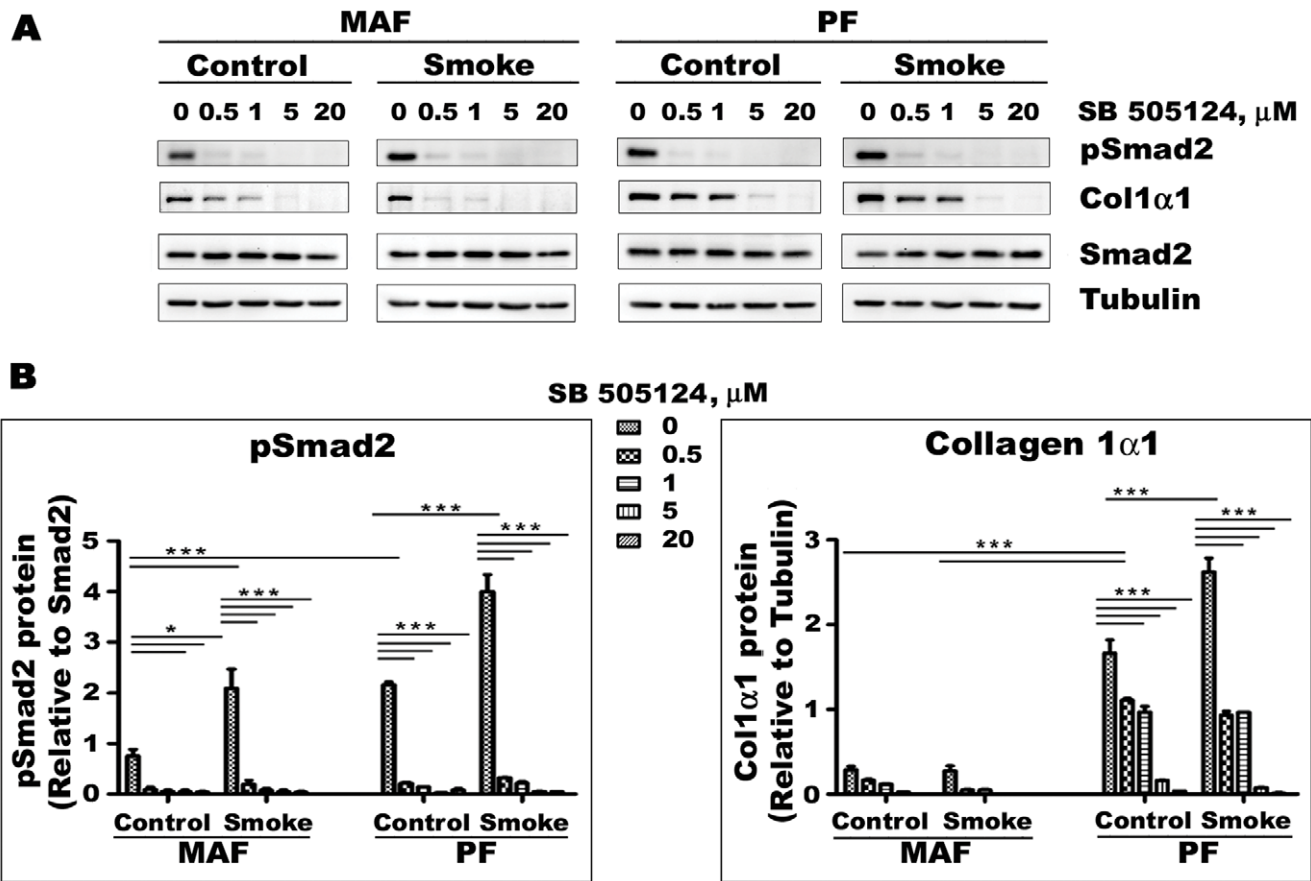 A
MAF PF
Control Smoke Control Smoke
0 0.5 1 5 20 0 0.5 1 5 20 0 0.5 1 5 20 0 0.5 1 5 20 SB 505124, μM
pSmad2
Col1α1
Smad2
Tubulin
B
SB 505124, μM
0
0.5
1
5
20
pSmad2
pSmad2 protein
(Relative to Smad2)
5
4
3
2
1
0
***
*
***
***
***
***
Control Smoke Control Smoke
MAF PF
Collagen 1α1
Col1α1 protein
(Relative to Tubulin)
3
2
1
0
***
***
***
***
Control Smoke Control Smoke
MAF PF